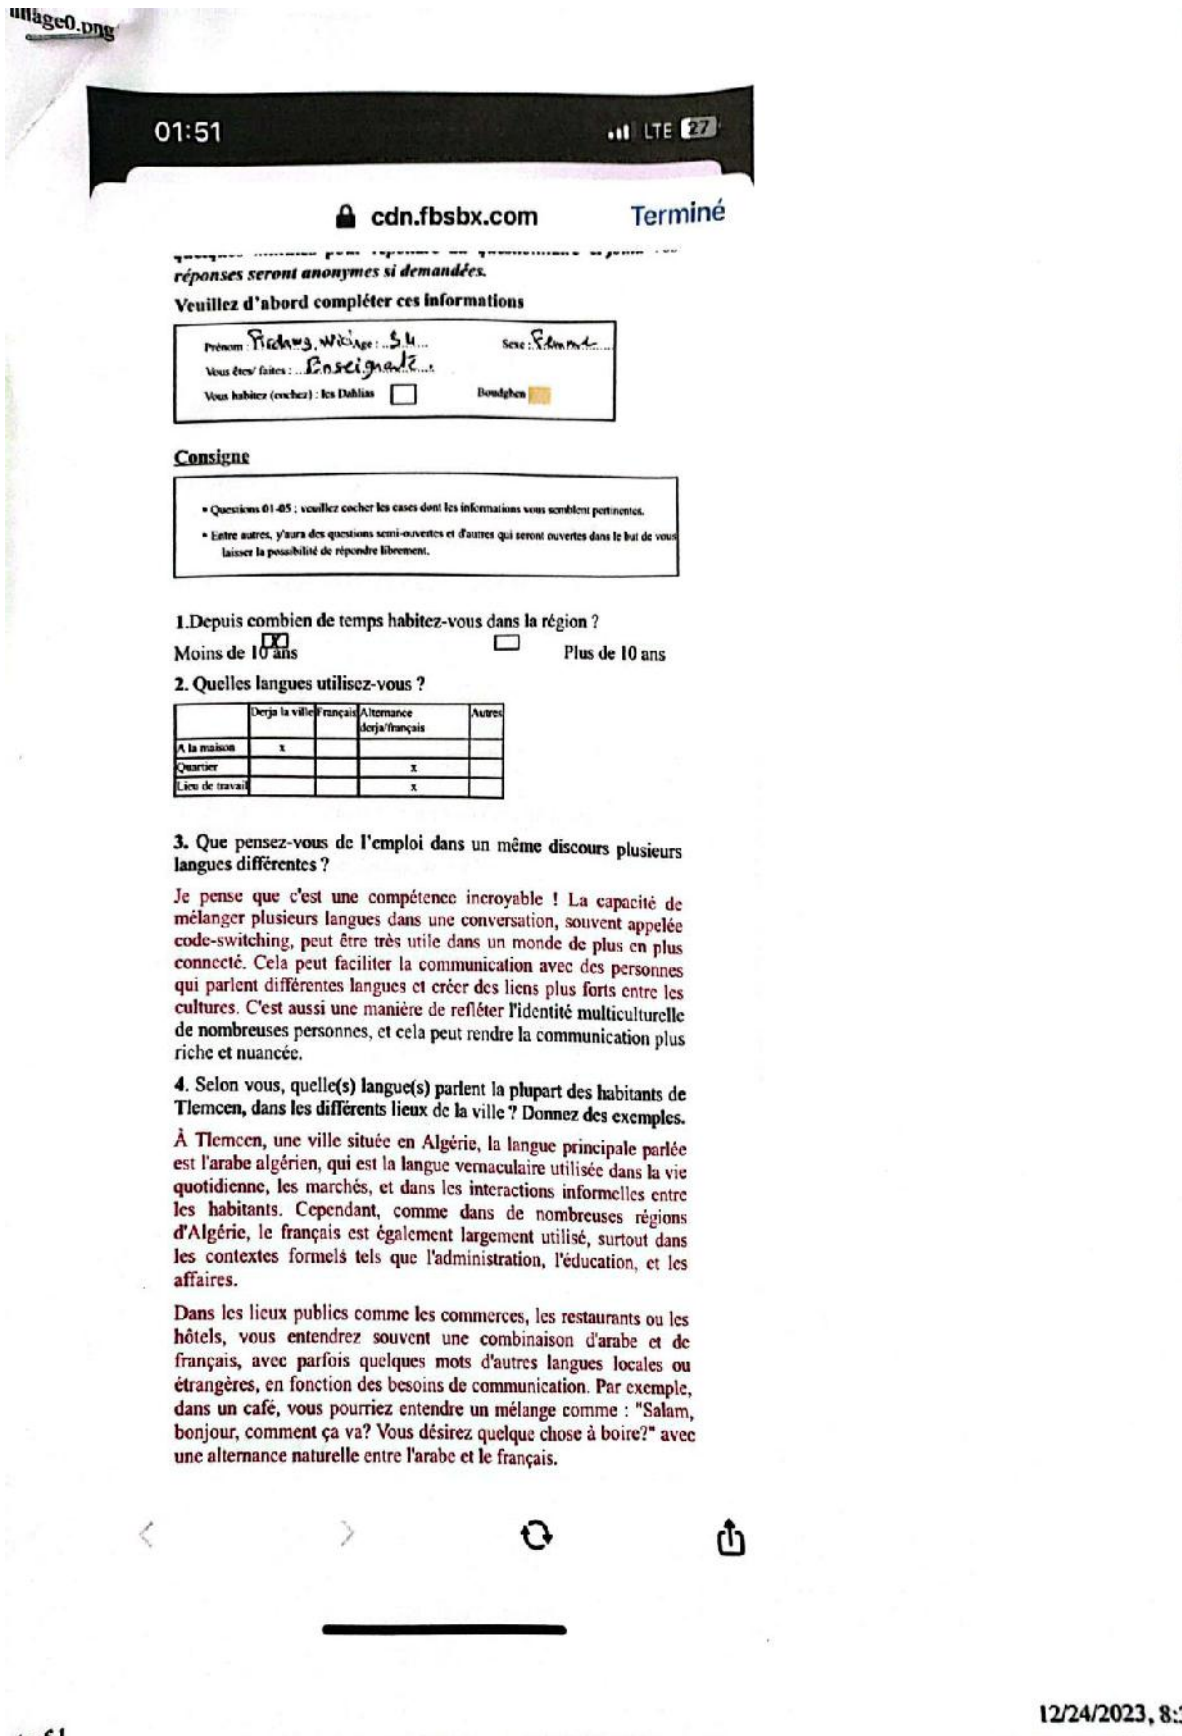 image0.png
01:51
LTE 27
cdn.fbsbx.com
Terminé
réponses seront anonymes si demandées.
Veuillez d'abord compléter ces informations
Prénom : Age : Sexe :
Vous êtes/ faites : Enseignante
Vous habitez (cochez) : les Dahlias Boudghen
Consigne
▪ Questions 01-05 ; veuillez cocher les cases dont les informations vous semblent pertinentes.
▪ Entre autres, y'aura des questions semi-ouvertes et d'autres qui seront ouvertes dans le but de vous
laisser la possibilité de répondre librement.
1.Depuis combien de temps habitez-vous dans la région ?
Moins de 10 ans Plus de 10 ans
2. Quelles langues utilisez-vous ?
Derja la ville Français Alternance Autres
derja/français
A la maison x
Quartier x
Lieu de travail x
3. Que pensez-vous de l'emploi dans un même discours plusieurs
langues différentes ?
Je pense que c'est une compétence incroyable ! La capacité de
mélanger plusieurs langues dans une conversation, souvent appelée
code-switching, peut être très utile dans un monde de plus en plus
connecté. Cela peut faciliter la communication avec des personnes
qui parlent différentes langues et créer des liens plus forts entre les
cultures. C'est aussi une manière de refléter l'identité multiculturelle
de nombreuses personnes, et cela peut rendre la communication plus
riche et nuancée.
4. Selon vous, quelle(s) langue(s) parlent la plupart des habitants de
Tlemcen, dans les différents lieux de la ville ? Donnez des exemples.
À Tlemcen, une ville située en Algérie, la langue principale parlée
est l'arabe algérien, qui est la langue vernaculaire utilisée dans la vie
quotidienne, les marchés, et dans les interactions informelles entre
les habitants. Cependant, comme dans de nombreuses régions
d'Algérie, le français est également largement utilisé, surtout dans
les contextes formels tels que l'administration, l'éducation, et les
affaires.
Dans les lieux publics comme les commerces, les restaurants ou les
hôtels, vous entendrez souvent une combinaison d'arabe et de
français, avec parfois quelques mots d'autres langues locales ou
étrangères, en fonction des besoins de communication. Par exemple,
dans un café, vous pourriez entendre un mélange comme : "Salam,
bonjour, comment ça va? Vous désirez quelque chose à boire?" avec
une alternance naturelle entre l'arabe et le français.
12/24/2023, 8: